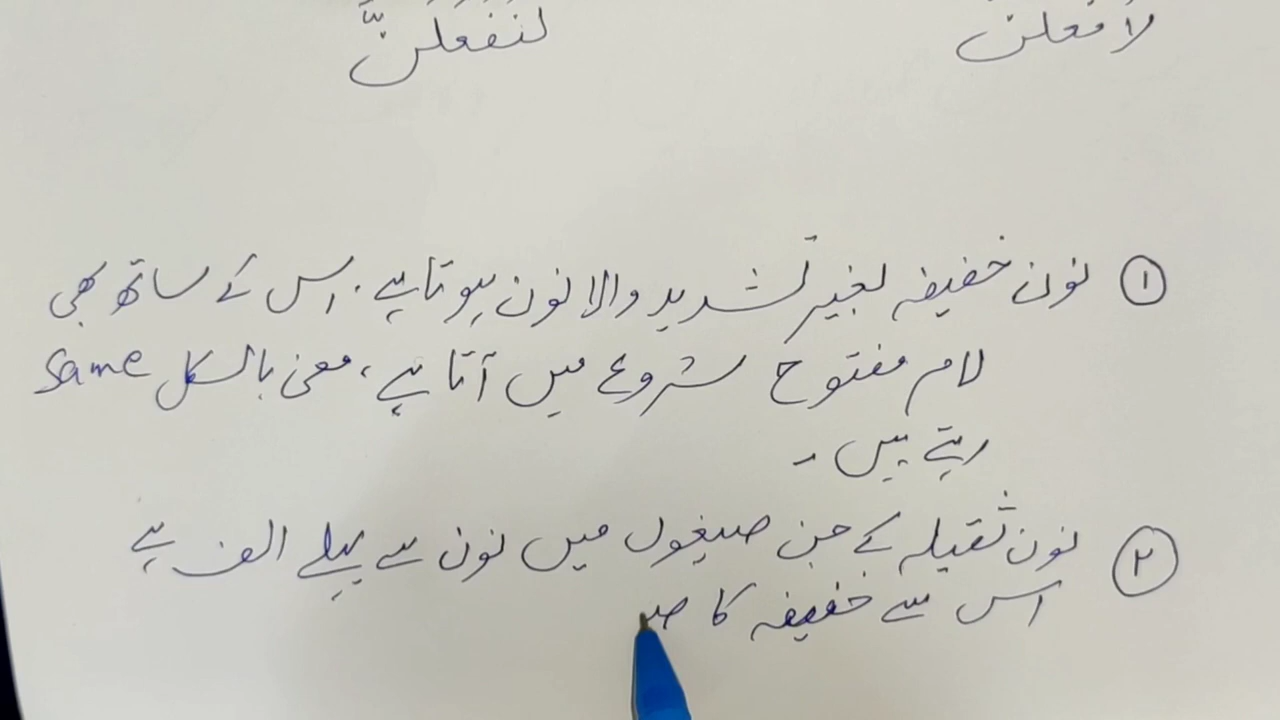 لافعلن لنفعلنّ
① نون خفیفہ بغیر تشدید والا نون ہوتا ہے۔ اس کے ساتھ بھی
لام مفتوح شروع میں آتا ہے، معنی بالکل same
رہتے ہیں ۔
② نون ثقیلہ کے جن صیغوں میں نون سے پہلے الف ہے
اس سے خفیفہ کا صیـ